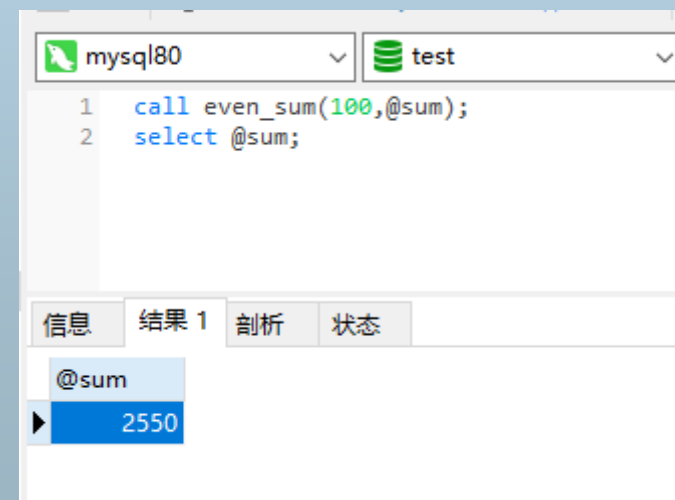 mysql80 test
1 call even_sum(100,@sum);
2 select @sum;
信息 结果 1 剖析 状态
@sum
2550